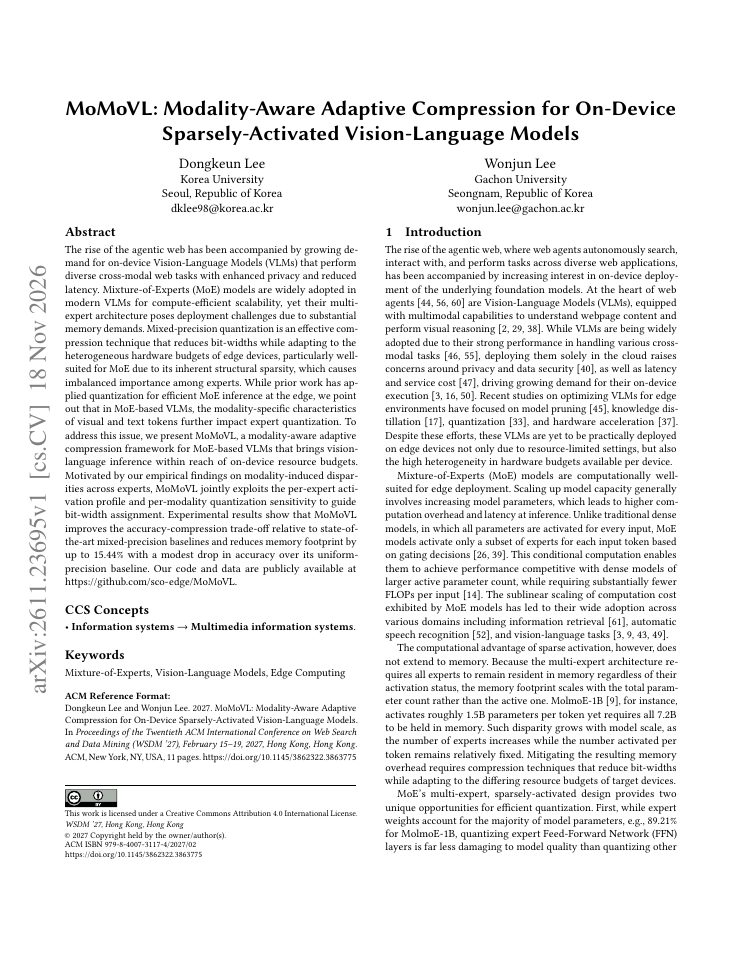 MoMoVL: Modality-Aware Adaptive Compression for On-Device
Sparsely-Activated Vision-Language Models
Dongkeun Lee
Korea University
Seoul, Republic of Korea
dklee98@korea.ac.kr
Wonjun Lee
Gachon University
Seongnam, Republic of Korea
wonjun.lee@gachon.ac.kr
arXiv:2611.23695v1 [cs.CV] 18 Nov 2026
Abstract
The rise of the agentic web has been accompanied by growing de-
mand for on-device Vision-Language Models (VLMs) that perform
diverse cross-modal web tasks with enhanced privacy and reduced
latency. Mixture-of-Experts (MoE) models are widely adopted in
modern VLMs for compute-efficient scalability, yet their multi-
expert architecture poses deployment challenges due to substantial
memory demands. Mixed-precision quantization is an effective com-
pression technique that reduces bit-widths while adapting to the
heterogeneous hardware budgets of edge devices, particularly well-
suited for MoE due to its inherent structural sparsity, which causes
imbalanced importance among experts. While prior work has ap-
plied quantization for efficient MoE inference at the edge, we point
out that in MoE-based VLMs, the modality-specific characteristics
of visual and text tokens further impact expert quantization. To
address this issue, we present MoMoVL, a modality-aware adaptive
compression framework for MoE-based VLMs that brings vision-
language inference within reach of on-device resource budgets.
Motivated by our empirical findings on modality-induced dispar-
ities across experts, MoMoVL jointly exploits the per-expert acti-
vation profile and per-modality quantization sensitivity to guide
bit-width assignment. Experimental results show that MoMoVL
improves the accuracy-compression trade-off relative to state-of-
the-art mixed-precision baselines and reduces memory footprint by
up to 15.44% with a modest drop in accuracy over its uniform-
precision baseline. Our code and data are publicly available at
https://github.com/sco-edge/MoMoVL.
CCS Concepts
• Information systems → Multimedia information systems.
Keywords
Mixture-of-Experts, Vision-Language Models, Edge Computing
ACM Reference Format:
Dongkeun Lee and Wonjun Lee. 2027. MoMoVL: Modality-Aware Adaptive
Compression for On-Device Sparsely-Activated Vision-Language Models.
In Proceedings of the Twentieth ACM International Conference on Web Search
and Data Mining (WSDM '27), February 15–19, 2027, Hong Kong, Hong Kong.
ACM, New York, NY, USA, 11 pages. https://doi.org/10.1145/3862322.3863775
cc BY
This work is licensed under a Creative Commons Attribution 4.0 International License.
WSDM '27, Hong Kong, Hong Kong
© 2027 Copyright held by the owner/author(s).
ACM ISBN 979-8-4007-3117-4/2027/02
https://doi.org/10.1145/3862322.3863775
1 Introduction
The rise of the agentic web, where web agents autonomously search,
interact with, and perform tasks across diverse web applications,
has been accompanied by increasing interest in on-device deploy-
ment of the underlying foundation models. At the heart of web
agents [44, 56, 60] are Vision-Language Models (VLMs), equipped
with multimodal capabilities to understand webpage content and
perform visual reasoning [2, 29, 38]. While VLMs are being widely
adopted due to their strong performance in handling various cross-
modal tasks [46, 55], deploying them solely in the cloud raises
concerns around privacy and data security [40], as well as latency
and service cost [47], driving growing demand for their on-device
execution [3, 16, 50]. Recent studies on optimizing VLMs for edge
environments have focused on model pruning [45], knowledge dis-
tillation [17], quantization [33], and hardware acceleration [37].
Despite these efforts, these VLMs are yet to be practically deployed
on edge devices not only due to resource-limited settings, but also
the high heterogeneity in hardware budgets available per device.
Mixture-of-Experts (MoE) models are computationally well-
suited for edge deployment. Scaling up model capacity generally
involves increasing model parameters, which leads to higher com-
putation overhead and latency at inference. Unlike traditional dense
models, in which all parameters are activated for every input, MoE
models activate only a subset of experts for each input token based
on gating decisions [26, 39]. This conditional computation enables
them to achieve performance competitive with dense models of
larger active parameter count, while requiring substantially fewer
FLOPs per input [14]. The sublinear scaling of computation cost
exhibited by MoE models has led to their wide adoption across
various domains including information retrieval [61], automatic
speech recognition [52], and vision-language tasks [3, 9, 43, 49].
The computational advantage of sparse activation, however, does
not extend to memory. Because the multi-expert architecture re-
quires all experts to remain resident in memory regardless of their
activation status, the memory footprint scales with the total param-
eter count rather than the active one. MolmoE-1B [9], for instance,
activates roughly 1.5B parameters per token yet requires all 7.2B
to be held in memory. Such disparity grows with model scale, as
the number of experts increases while the number activated per
token remains relatively fixed. Mitigating the resulting memory
overhead requires compression techniques that reduce bit-widths
while adapting to the differing resource budgets of target devices.
MoE's multi-expert, sparsely-activated design provides two
unique opportunities for efficient quantization. First, while expert
weights account for the majority of model parameters, e.g., 89.21%
for MolmoE-1B, quantizing expert Feed-Forward Network (FFN)
layers is far less damaging to model quality than quantizing other